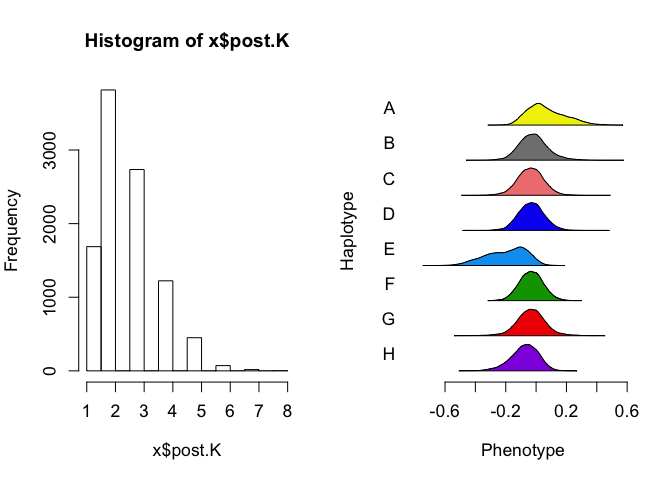 Histogram of x$post.K
Frequency
0 1000 2000 3000
1 2 3 4 5 6 7 8
x$post.K
Haplotype
A
B
C
D
E
F
G
H
-0.6 -0.2 0.2 0.6
Phenotype